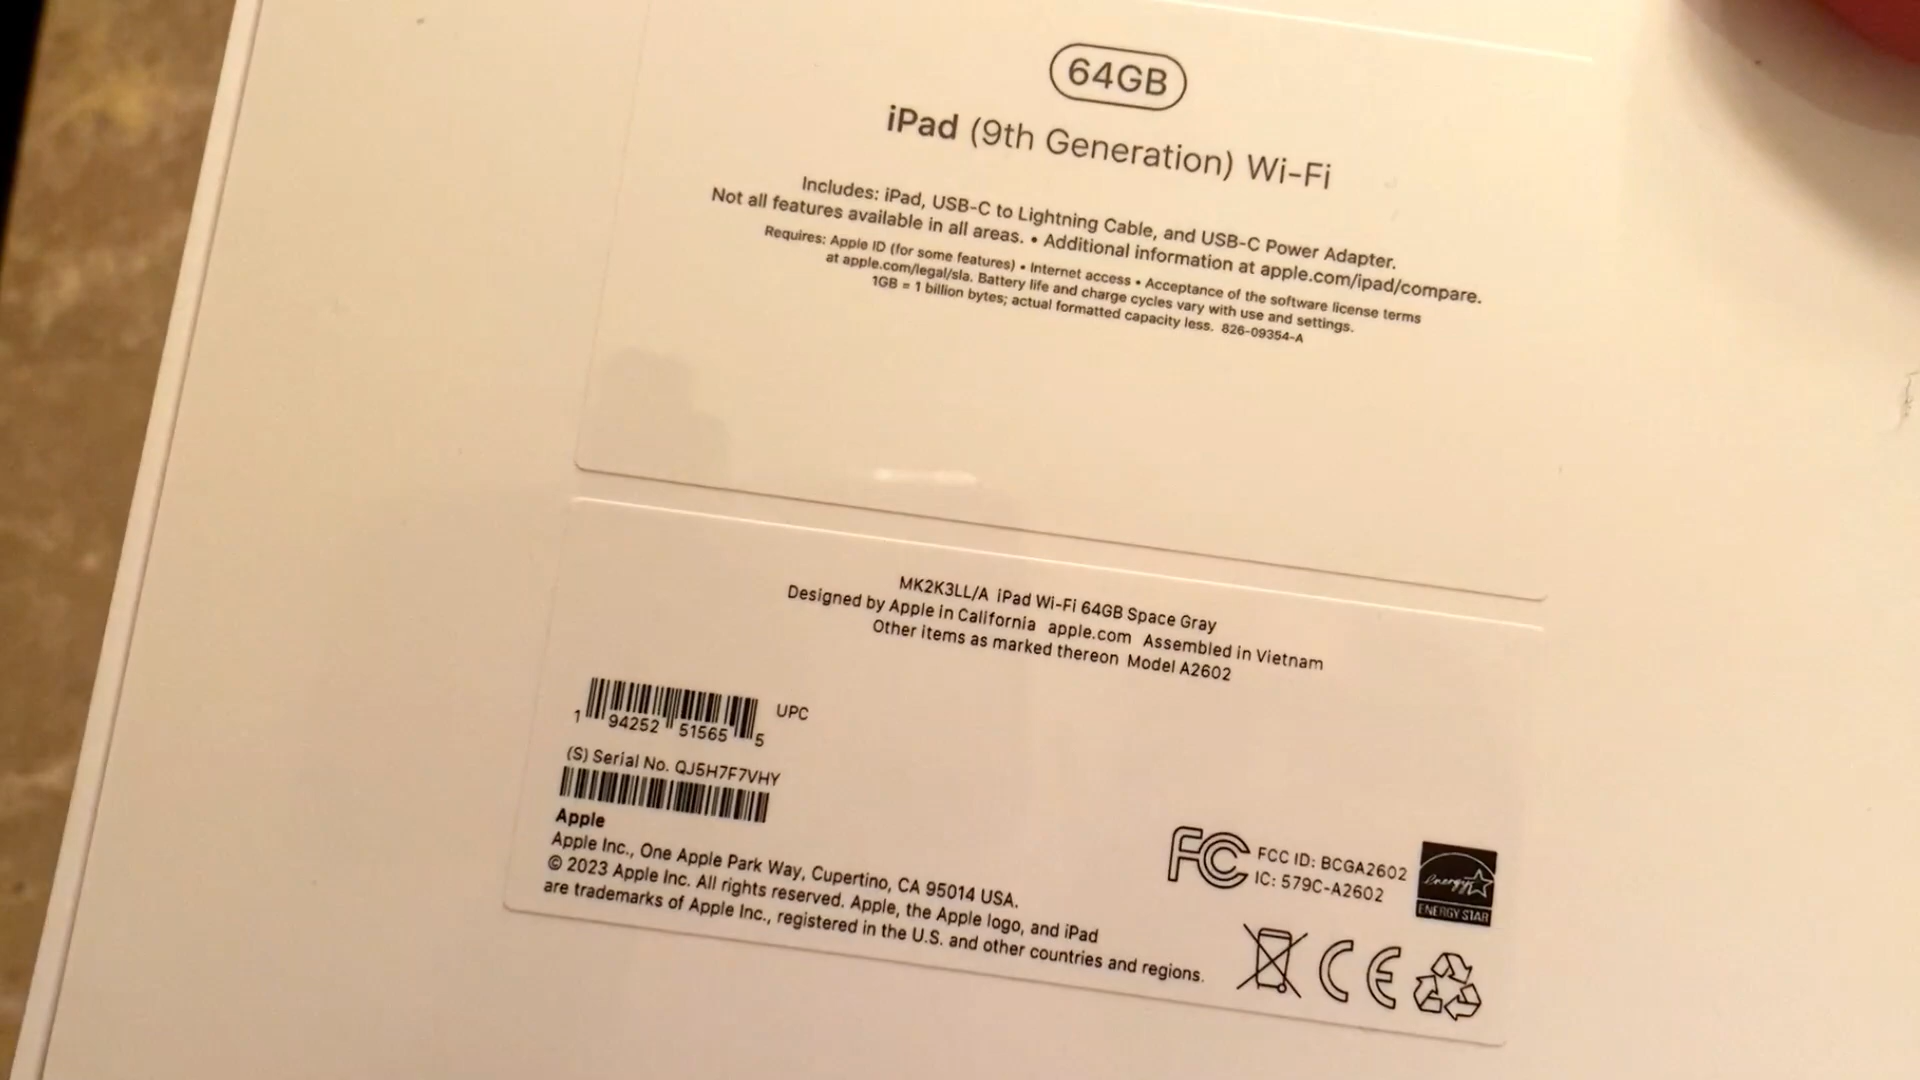 64GB
iPad (9th Generation) Wi-Fi
Includes: iPad, USB-C to Lightning Cable, and USB-C Power Adapter.
Not all features available in all areas. • Additional information at apple.com/ipad/compare.
Requires: Apple ID (for some features) • Internet access • Acceptance of the software license terms
at apple.com/legal/sla. Battery life and charge cycles vary with use and settings.
1GB = 1 billion bytes; actual formatted capacity less. 826-09354-A
MK2K3LL/A iPad Wi-Fi 64GB Space Gray
Designed by Apple in California apple.com Assembled in Vietnam
Other items as marked thereon Model A2602
1 94252 51565 5 UPC
(S) Serial No. QJ5H7F7VHY
Apple
Apple Inc., One Apple Park Way, Cupertino, CA 95014 USA.
© 2023 Apple Inc. All rights reserved. Apple, the Apple logo, and iPad
are trademarks of Apple Inc., registered in the U.S. and other countries and regions.
FC FCC ID: BCGA2602
IC: 579C-A2602
energy
ENERGY STAR
CE